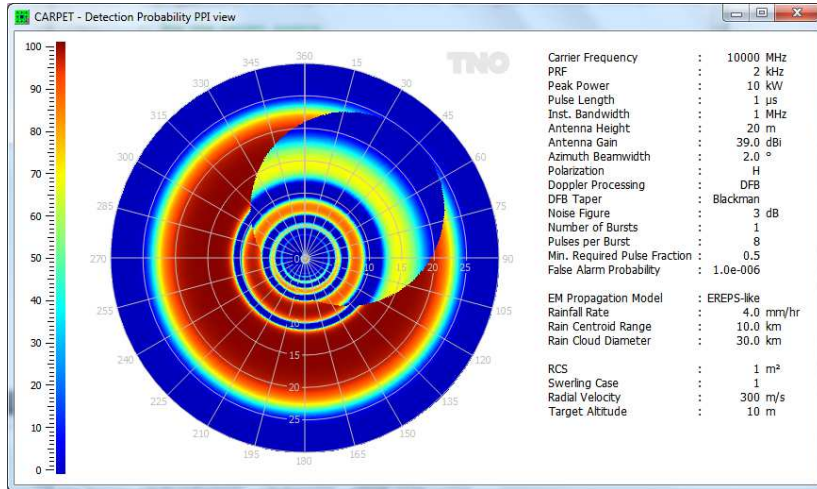 CARPET - Detection Probability PPI view
TNO
100
90
80
70
60
50
40
30
20
10
0
360
15
30
45
60
75
90
105
120
135
150
165
180
195
210
225
240
255
270
285
300
315
330
345
0
10
15
20
25
10
15
20
25
Carrier Frequency : 10000 MHz
PRF : 2 kHz
Peak Power : 10 kW
Pulse Length : 1 µs
Inst. Bandwidth : 1 MHz
Antenna Height : 20 m
Antenna Gain : 39.0 dBi
Azimuth Beamwidth : 2.0 °
Polarization : H
Doppler Processing : DFB
DFB Taper : Blackman
Noise Figure : 3 dB
Number of Bursts : 1
Pulses per Burst : 8
Min. Required Pulse Fraction : 0.5
False Alarm Probability : 1.0e-006
EM Propagation Model : EREPS-like
Rainfall Rate : 4.0 mm/hr
Rain Centroid Range : 10.0 km
Rain Cloud Diameter : 30.0 km
RCS : 1 m²
Swerling Case : 1
Radial Velocity : 300 m/s
Target Altitude : 10 m